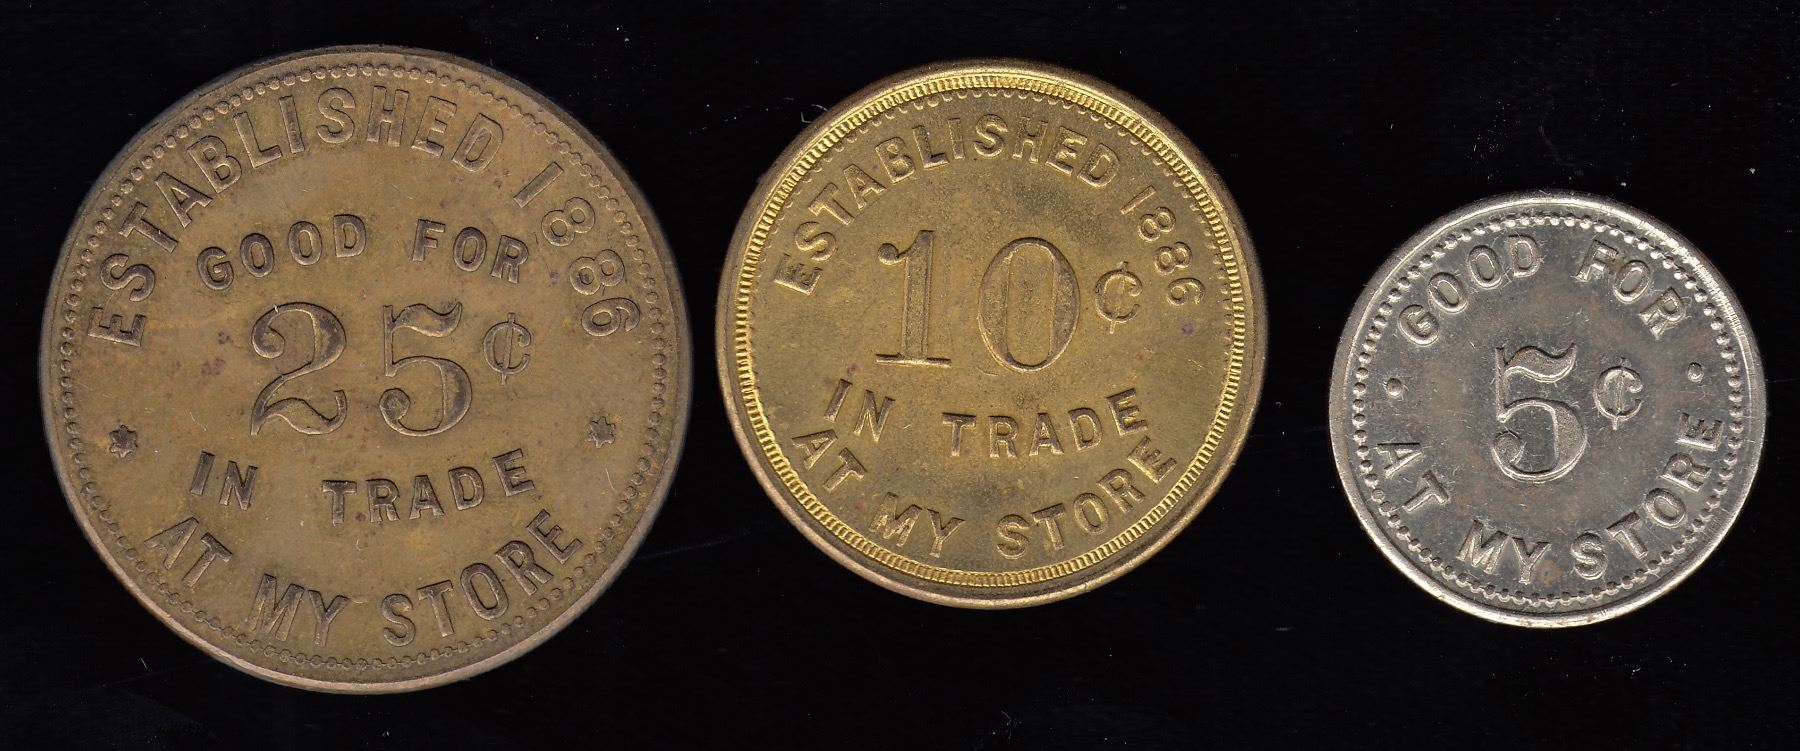 ESTABLISHED 1886
GOOD FOR
25¢
IN TRADE
AT MY STORE
ESTABLISHED 1886
10¢
IN TRADE
AT MY STORE
GOOD FOR
5¢
AT MY STORE